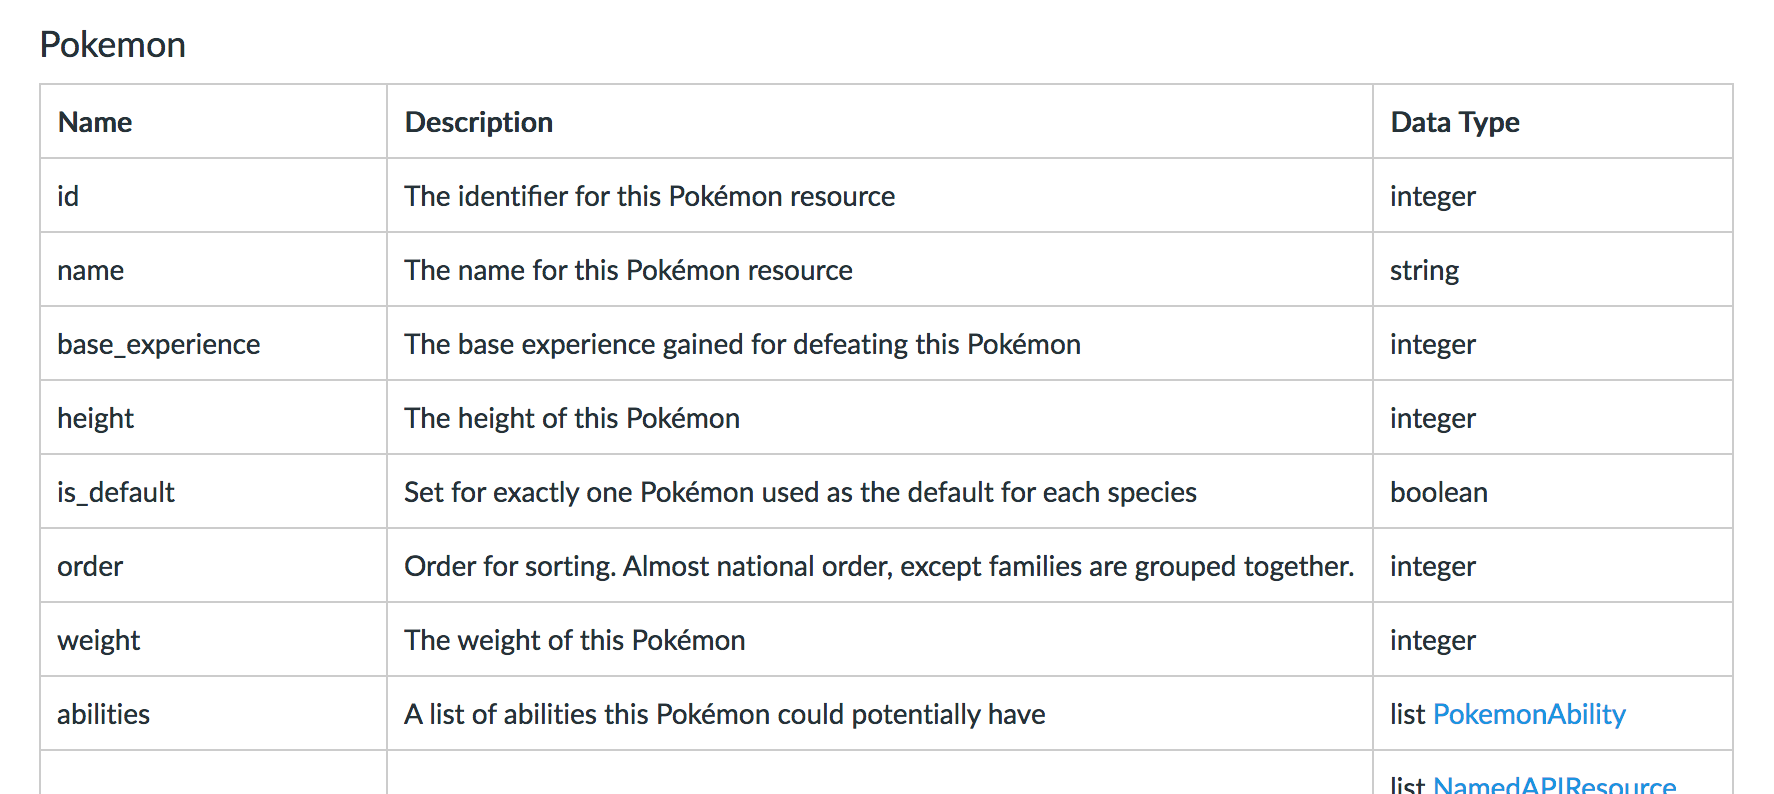 Pokemon
Name Description Data Type
id The identifier for this Pokémon resource integer
name The name for this Pokémon resource string
base_experience The base experience gained for defeating this Pokémon integer
height The height of this Pokémon integer
is_default Set for exactly one Pokémon used as the default for each species boolean
order Order for sorting. Almost national order, except families are grouped together. integer
weight The weight of this Pokémon integer
abilities A list of abilities this Pokémon could potentially have list PokemonAbility
list NamedAPIResource